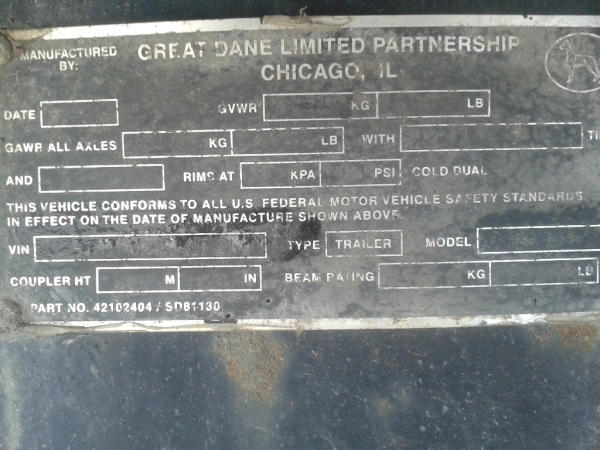 MANUFACTURED BY: GREAT DANE LIMITED PARTNERSHIP
CHICAGO, IL
DATE GVWR KG LB
GAWR ALL AXLES KG LB WITH TI
AND RIMS AT KPA PSI COLD DUAL
THIS VEHICLE CONFORMS TO ALL U.S. FEDERAL MOTOR VEHICLE SAFETY STANDARDS
IN EFFECT ON THE DATE OF MANUFACTURE SHOWN ABOVE.
VIN TYPE TRAILER MODEL
COUPLER HT M IN BEAM RATING KG LB
PART NO. 42102404 / SD81130